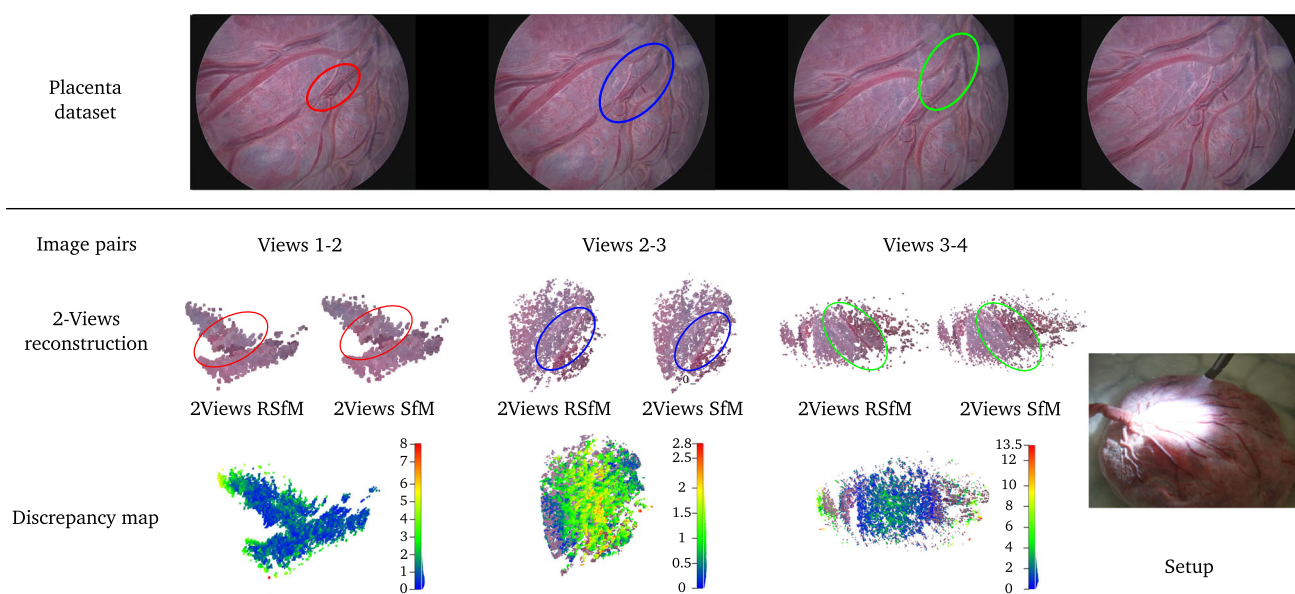 Placenta
dataset
Image pairs
Views 1-2
Views 2-3
Views 3-4
2-Views
reconstruction
0
2Views RSfM
2Views SfM
2Views RSfM
2Views SfM
2Views RSfM
2Views SfM
Discrepancy map
8
7
6
5
4
3
2
1
0
2.8
2.5
2
1.5
1
0.5
0
13.5
12
10
8
6
4
2
0
Setup